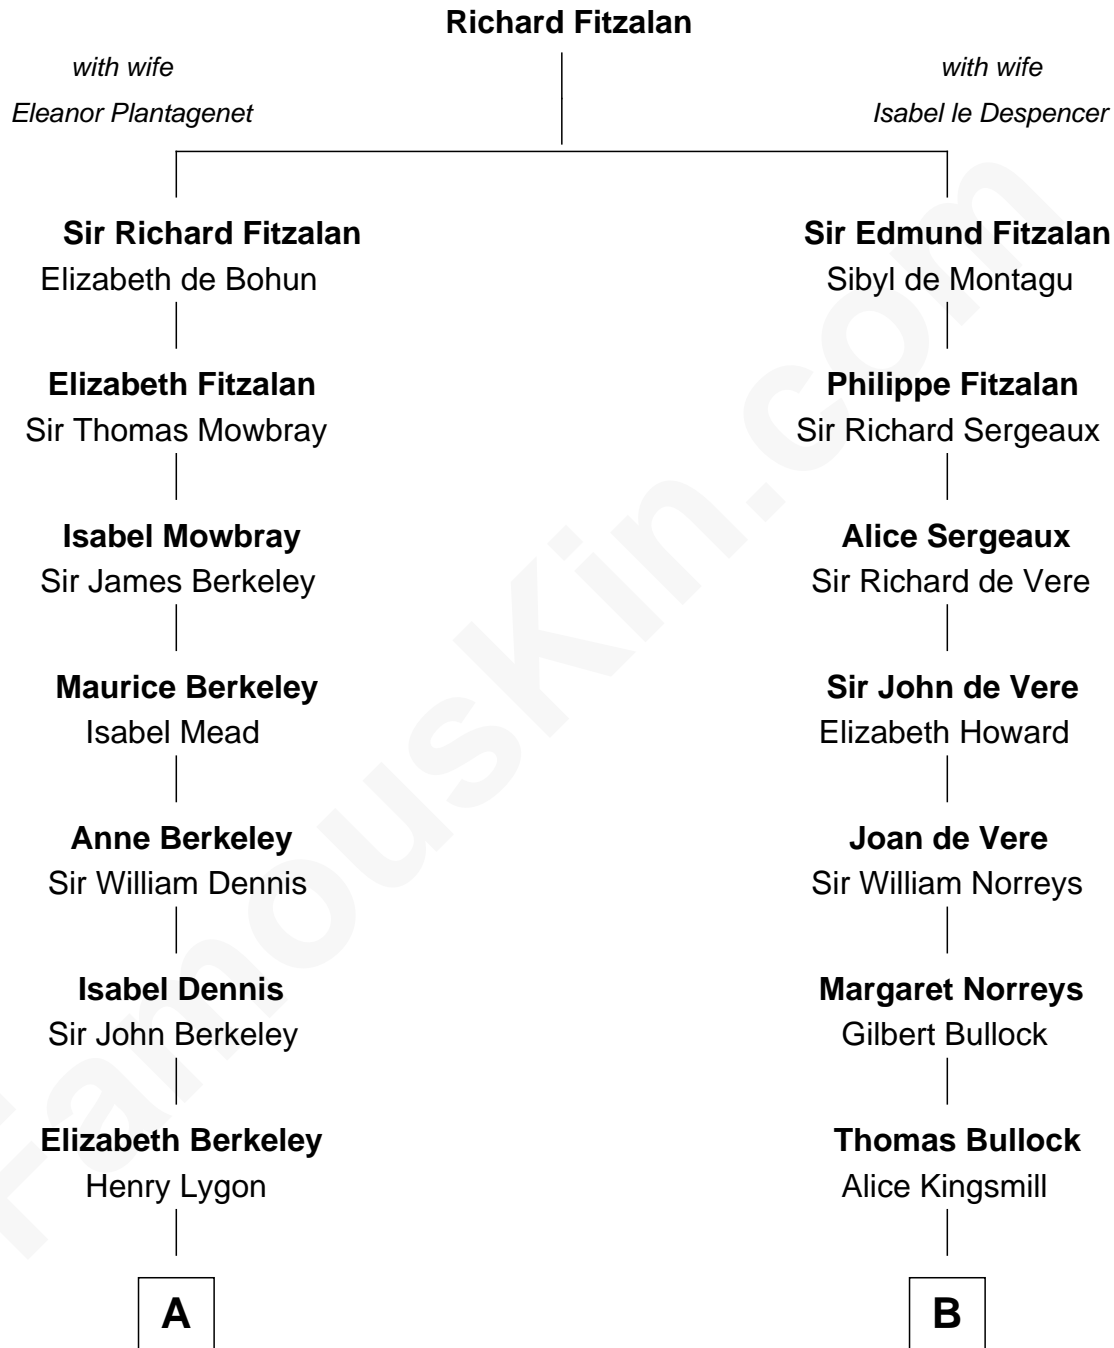 Richard Fitzalan
with wife
Eleanor Plantagenet
with wife
Isabel le Despencer
Sir Richard Fitzalan
Elizabeth de Bohun
Sir Edmund Fitzalan
Sibyl de Montagu
Elizabeth Fitzalan
Sir Thomas Mowbray
Philippe Fitzalan
Sir Richard Sergeaux
Isabel Mowbray
Sir James Berkeley
Alice Sergeaux
Sir Richard de Vere
Maurice Berkeley
Isabel Mead
Sir John de Vere
Elizabeth Howard
Anne Berkeley
Sir William Dennis
Joan de Vere
Sir William Norreys
Isabel Dennis
Sir John Berkeley
Margaret Norreys
Gilbert Bullock
Elizabeth Berkeley
Henry Lygon
Thomas Bullock
Alice Kingsmill
A
B
FamousKin.com